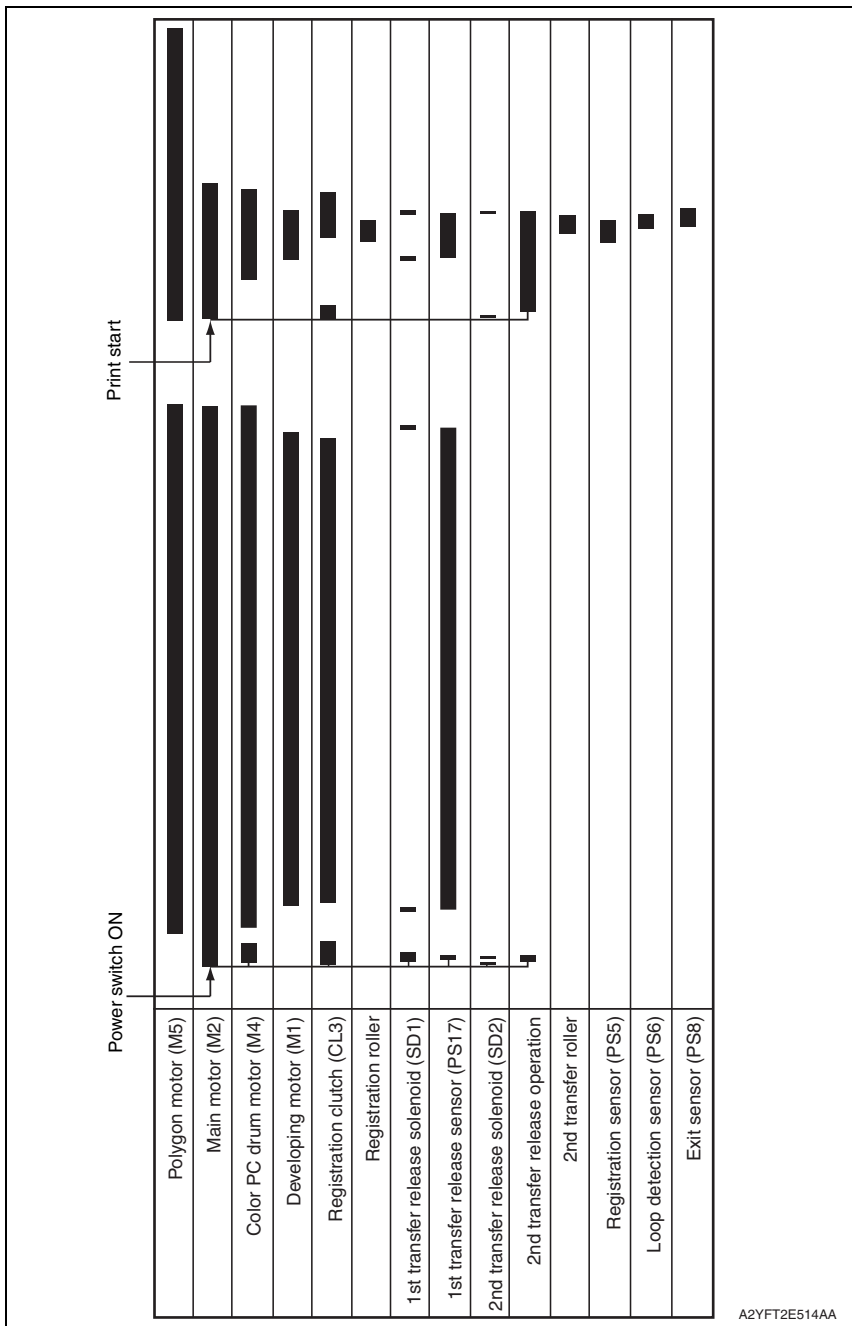 Power switch ON
Print start
Polygon motor (M5)
Main motor (M2)
Color PC drum motor (M4)
Developing motor (M1)
Registration clutch (CL3)
Registration roller
1st transfer release solenoid (SD1)
1st transfer release sensor (PS17)
2nd transfer release solenoid (SD2)
2nd transfer release operation
2nd transfer roller
Registration sensor (PS5)
Loop detection sensor (PS6)
Exit sensor (PS8)
A2YFT2E514AA